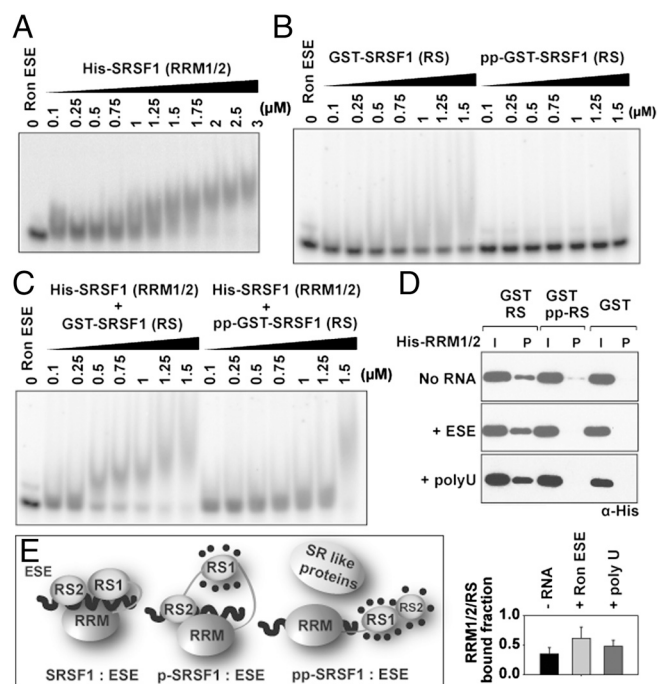 A
His-SRSF1 (RRM1/2)
Ron ESE
0 0.1 0.25 0.5 0.75 1 1.25 1.5 1.75 2 2.5 3 (μM)
B
GST-SRSF1 (RS) pp-GST-SRSF1 (RS)
Ron ESE
0 0.1 0.25 0.5 0.75 1 1.25 1.5 0.1 0.25 0.5 0.75 1 1.25 1.5 (μM)
C
His-SRSF1 (RRM1/2) His-SRSF1 (RRM1/2)
+ +
GST-SRSF1 (RS) pp-GST-SRSF1 (RS)
Ron ESE
0 0.1 0.25 0.5 0.75 1 1.25 1.5 0.1 0.25 0.5 0.75 1 1.25 1.5 (μM)
D
GST GST GST
RS pp-RS
His-RRM1/2 I P I P I P
No RNA
+ ESE
+ polyU
α-His
E
ESE
RS2 RS1
RRM
SRSF1 : ESE
RS1
RS2
RRM
p-SRSF1 : ESE
SR like
proteins
RRM RS1 RS2
pp-SRSF1 : ESE
- RNA
+ Ron ESE
+ poly U
RRM1/2/RS
bound fraction
1.0
0.5
0.0